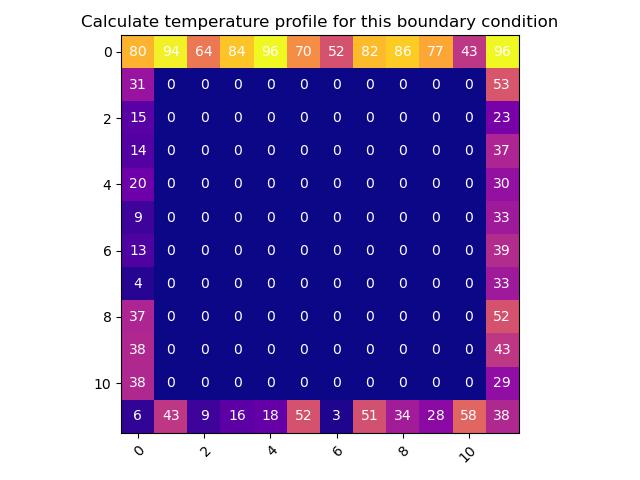 Calculate temperature profile for this boundary condition
0 80 94 64 84 96 70 52 82 86 77 43 96
31 0 0 0 0 0 0 0 0 0 0 53
2 15 0 0 0 0 0 0 0 0 0 0 23
14 0 0 0 0 0 0 0 0 0 0 37
4 20 0 0 0 0 0 0 0 0 0 0 30
9 0 0 0 0 0 0 0 0 0 0 33
6 13 0 0 0 0 0 0 0 0 0 0 39
4 0 0 0 0 0 0 0 0 0 0 33
8 37 0 0 0 0 0 0 0 0 0 0 52
38 0 0 0 0 0 0 0 0 0 0 43
10 38 0 0 0 0 0 0 0 0 0 0 29
6 43 9 16 18 52 3 51 34 28 58 38
0 2 4 6 8 10